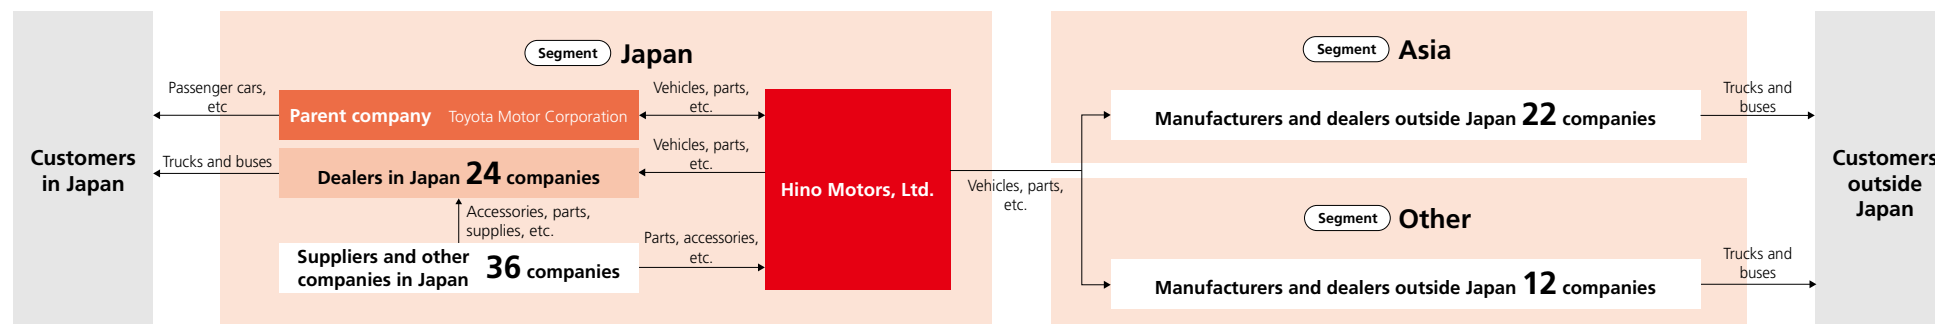 Customers
in Japan
Passenger cars,
etc
Trucks and buses
Segment Japan
Parent company Toyota Motor Corporation
Dealers in Japan 24 companies
Accessories, parts,
supplies, etc.
Suppliers and other
companies in Japan 36 companies
Vehicles, parts,
etc.
Vehicles, parts,
etc.
Parts, accessories,
etc.
Hino Motors, Ltd.
Vehicles, parts,
etc.
Segment Asia
Manufacturers and dealers outside Japan 22 companies
Trucks and
buses
Segment Other
Manufacturers and dealers outside Japan 12 companies
Trucks and
buses
Customers
outside
Japan